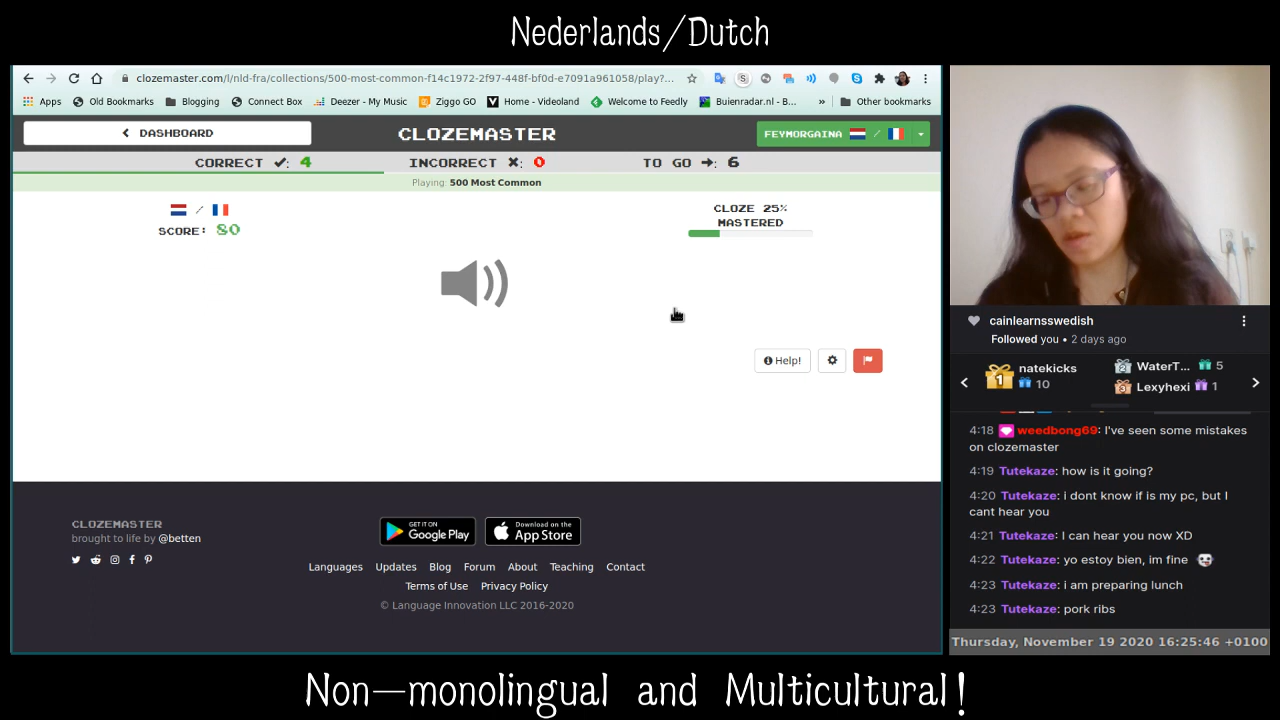 Nederlands/Dutch
clozemaster.com/l/nld-fra/collections/500-most-common-f14c1972-2f97-448f-bf0d-e7091a961058/play?...
Apps Old Bookmarks Blogging Connect Box Deezer - My Music Ziggo GO Home - Videoland Welcome to Feedly Buienradar.nl - B... » Other bookmarks
DASHBOARD
CLOZEMASTER
FEYMORGAINA /
CORRECT ✔: 4 INCORRECT ✖: 0 TO GO ➔: 6
Playing: 500 Most Common
/
SCORE: 80
CLOZE 25%
MASTERED
Help!
CLOZEMASTER
brought to life by @betten
GET IT ON
Google Play
Download on the
App Store
Languages Updates Blog Forum About Teaching Contact
Terms of Use Privacy Policy
© Language Innovation LLC 2016-2020
cainlearnsswedish
Followed you • 2 days ago
1 natekicks
10
2 WaterT... 5
3 Lexyhexi 1
4:18 weedbong69: I've seen some mistakes
on clozemaster
4:19 Tutekaze: how is it going?
4:20 Tutekaze: i dont know if is my pc, but I
cant hear you
4:21 Tutekaze: I can hear you now XD
4:22 Tutekaze: yo estoy bien, im fine
4:23 Tutekaze: i am preparing lunch
4:23 Tutekaze: pork ribs
Thursday, November 19 2020 16:25:46 +0100
Non-monolingual and Multicultural!